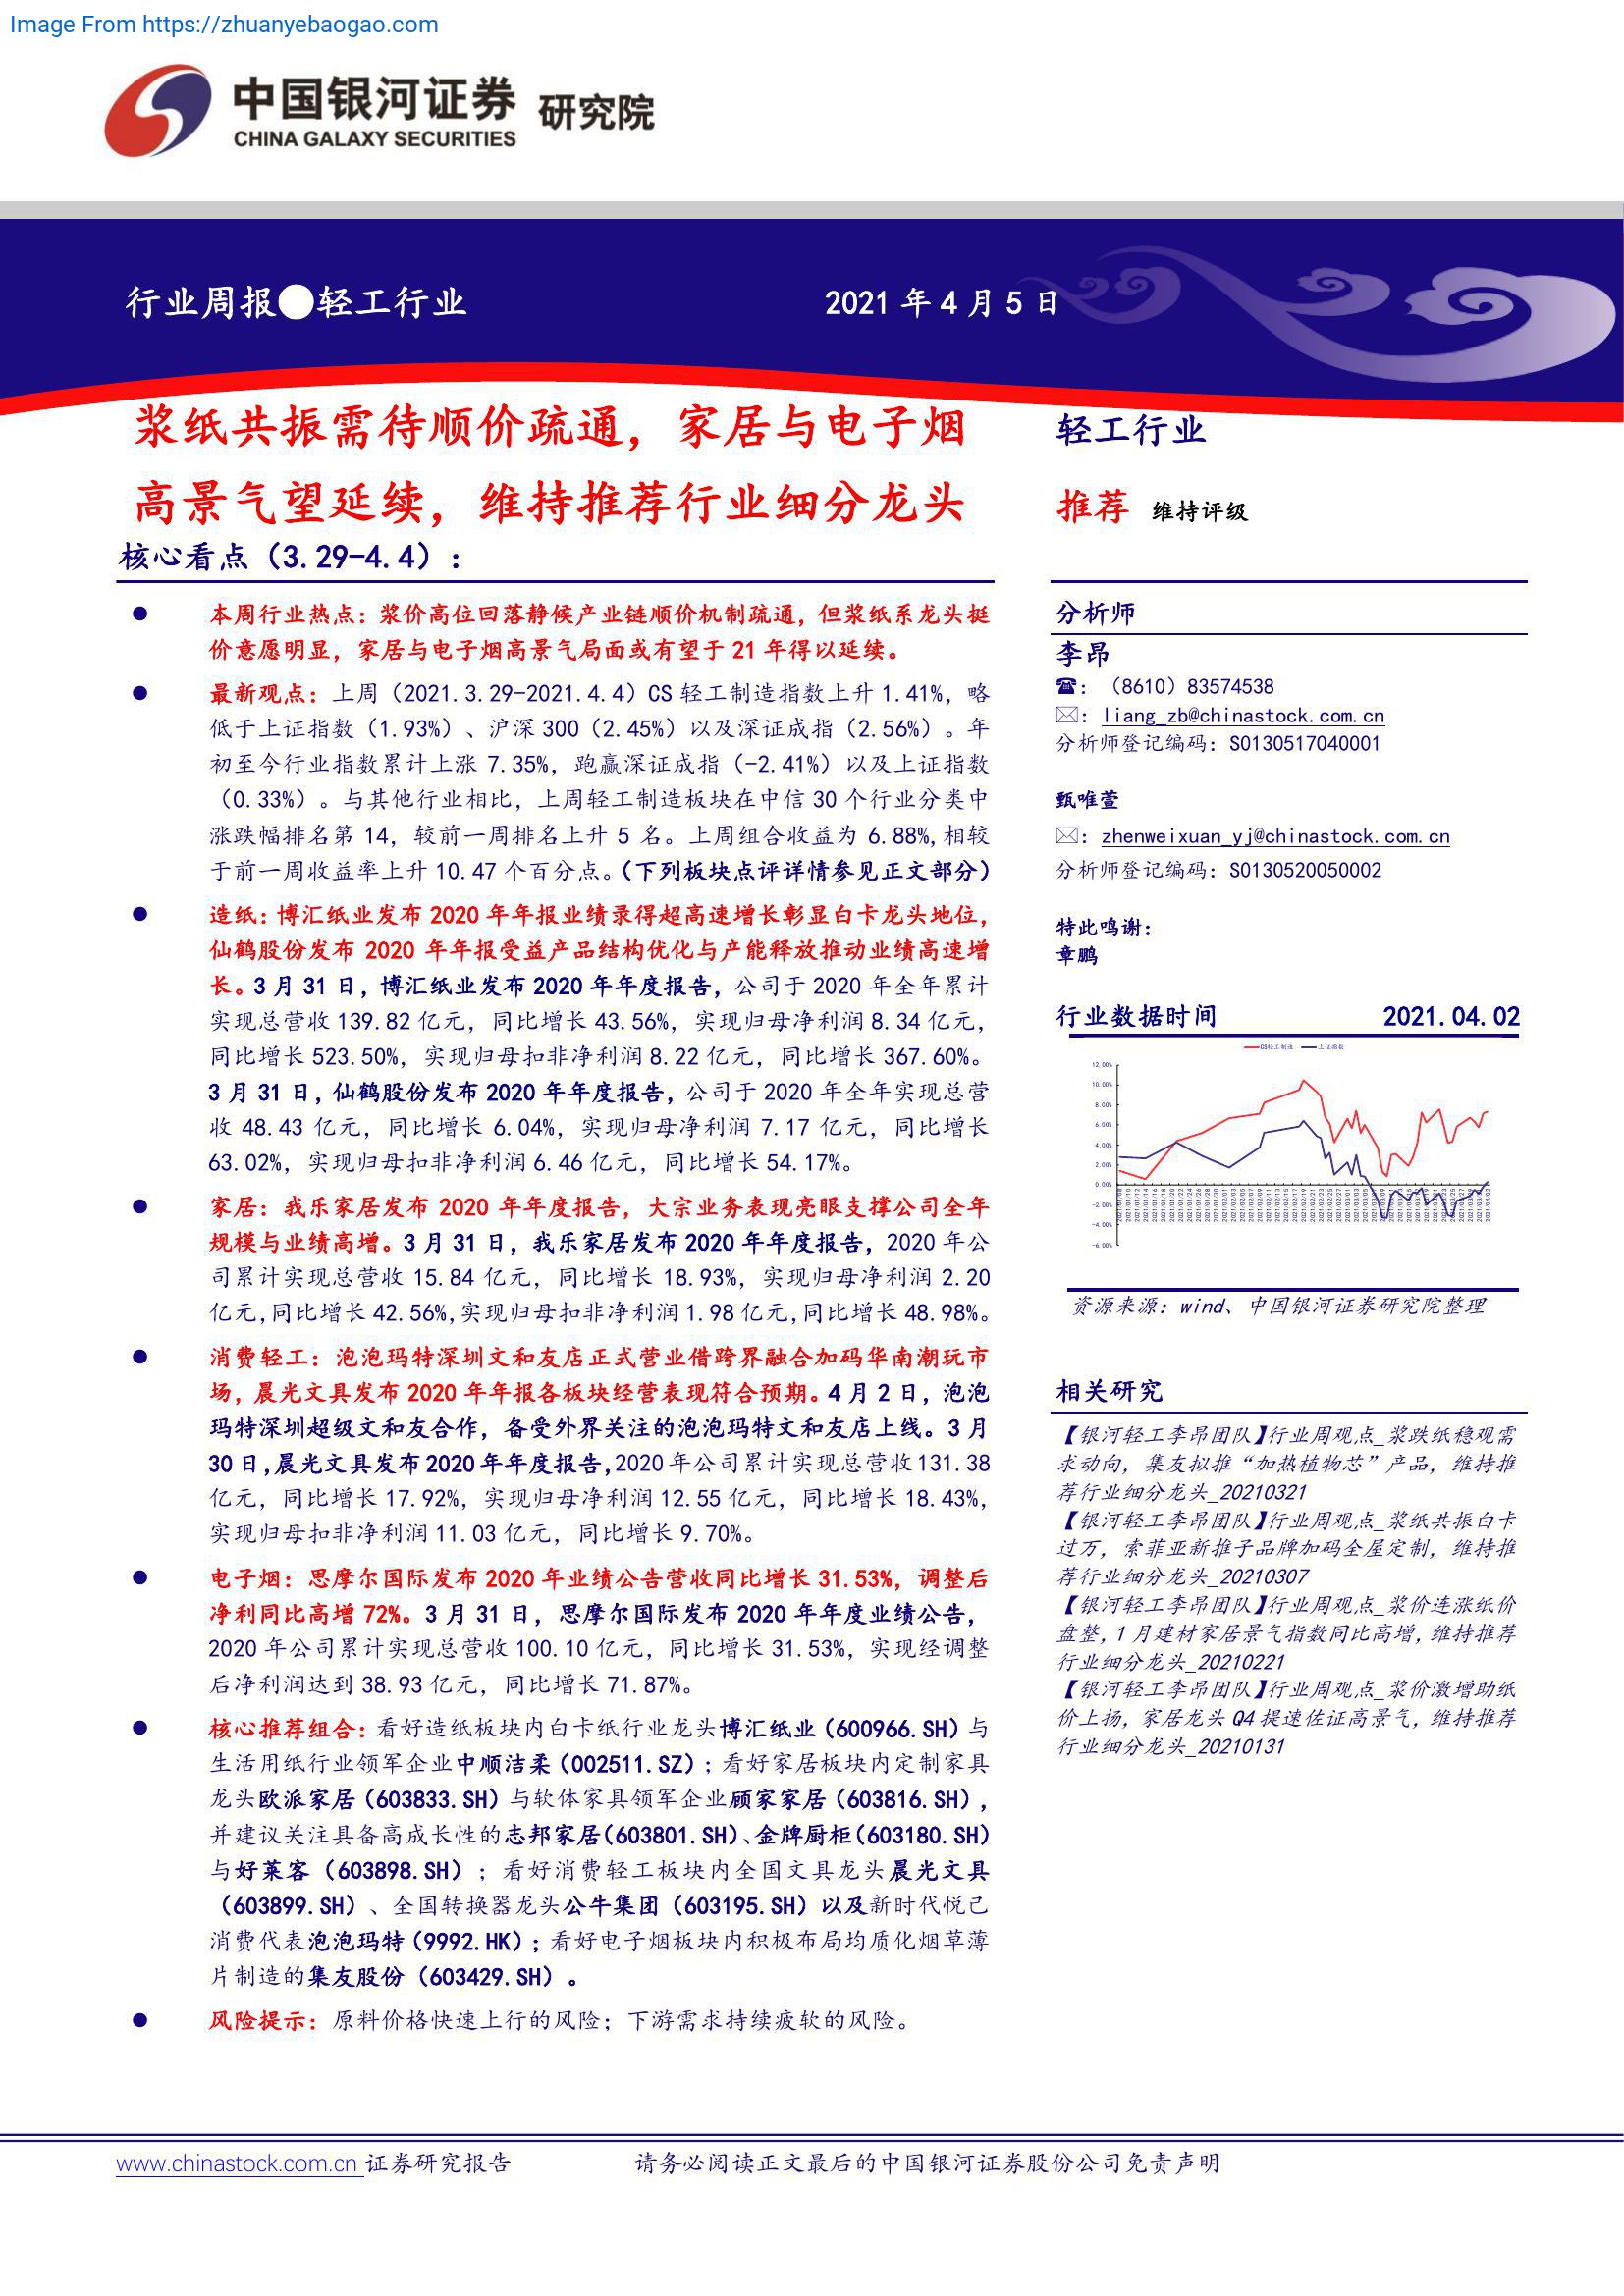 Image From https://zhuanyebaogao.com
中国银河证券 研究院
CHINA GALAXY SECURITIES
行业周报●轻工行业
2021 年 4 月 5 日
浆纸共振需待顺价疏通，家居与电子烟
高景气望延续，维持推荐行业细分龙头
核心看点（3.29-4.4）：
● 本周行业热点：浆价高位回落静候产业链顺价机制疏通，但浆纸系龙头挺
价意愿明显，家居与电子烟高景气局面或有望于 21 年得以延续。
● 最新观点：上周（2021.3.29-2021.4.4）CS 轻工制造指数上升 1.41%，略
低于上证指数（1.93%）、沪深 300（2.45%）以及深证成指（2.56%）。年
初至今行业指数累计上涨 7.35%，跑赢深证成指（-2.41%）以及上证指数
（0.33%）。与其他行业相比，上周轻工制造板块在中信 30 个行业分类中
涨跌幅排名第 14，较前一周排名上升 5 名。上周组合收益为 6.88%,相较
于前一周收益率上升 10.47 个百分点。（下列板块点评详情参见正文部分）
● 造纸：博汇纸业发布 2020 年年报业绩录得超高速增长彰显白卡龙头地位，
仙鹤股份发布 2020 年年报受益产品结构优化与产能释放推动业绩高速增
长。3 月 31 日，博汇纸业发布 2020 年年度报告，公司于 2020 年全年累计
实现总营收 139.82 亿元，同比增长 43.56%，实现归母净利润 8.34 亿元，
同比增长 523.50%，实现归母扣非净利润 8.22 亿元，同比增长 367.60%。
3 月 31 日，仙鹤股份发布 2020 年年度报告，公司于 2020 年全年实现总营
收 48.43 亿元，同比增长 6.04%，实现归母净利润 7.17 亿元，同比增长
63.02%，实现归母扣非净利润 6.46 亿元，同比增长 54.17%。
● 家居：我乐家居发布 2020 年年度报告，大宗业务表现亮眼支撑公司全年
规模与业绩高增。3 月 31 日，我乐家居发布 2020 年年度报告，2020 年公
司累计实现总营收 15.84 亿元，同比增长 18.93%，实现归母净利润 2.20
亿元,同比增长 42.56%,实现归母扣非净利润 1.98 亿元,同比增长 48.98%。
● 消费轻工：泡泡玛特深圳文和友店正式营业借跨界融合加码华南潮玩市
场，晨光文具发布 2020 年年报各板块经营表现符合预期。4 月 2 日，泡泡
玛特深圳超级文和友合作，备受外界关注的泡泡玛特文和友店上线。3 月
30 日,晨光文具发布 2020 年年度报告,2020 年公司累计实现总营收 131.38
亿元，同比增长 17.92%，实现归母净利润 12.55 亿元，同比增长 18.43%，
实现归母扣非净利润 11.03 亿元，同比增长 9.70%。
● 电子烟：思摩尔国际发布 2020 年业绩公告营收同比增长 31.53%，调整后
净利同比高增 72%。3 月 31 日，思摩尔国际发布 2020 年年度业绩公告，
2020 年公司累计实现总营收 100.10 亿元，同比增长 31.53%，实现经调整
后净利润达到 38.93 亿元，同比增长 71.87%。
● 核心推荐组合：看好造纸板块内白卡纸行业龙头博汇纸业（600966.SH）与
生活用纸行业领军企业中顺洁柔（002511.SZ）；看好家居板块内定制家具
龙头欧派家居（603833.SH）与软体家具领军企业顾家家居（603816.SH），
并建议关注具备高成长性的志邦家居（603801.SH）、金牌厨柜（603180.SH）
与好莱客（603898.SH）；看好消费轻工板块内全国文具龙头晨光文具
（603899.SH）、全国转换器龙头公牛集团（603195.SH）以及新时代悦己
消费代表泡泡玛特（9992.HK）；看好电子烟板块内积极布局均质化烟草薄
片制造的集友股份（603429.SH）。
● 风险提示：原料价格快速上行的风险；下游需求持续疲软的风险。
轻工行业
推荐 维持评级
分析师
李昂
☎：（8610）83574538
✉：liang_zb@chinastock.com.cn
分析师登记编码：S0130517040001
甄唯萱
✉：zhenweixuan_yj@chinastock.com.cn
分析师登记编码：S0130520050002
特此鸣谢：
章鹏
行业数据时间 2021.04.02
CS轻工制造 上证指数
12.00%
10.00%
8.00%
6.00%
4.00%
2.00%
0.00%
-2.00%
-4.00%
-6.00%
资源来源：wind、中国银河证券研究院整理
相关研究
【银河轻工李昂团队】行业周观点_浆跌纸稳观需
求动向，集友拟推“加热植物芯”产品，维持推
荐行业细分龙头_20210321
【银河轻工李昂团队】行业周观点_浆纸共振白卡
过万，索菲亚新推子品牌加码全屋定制，维持推
荐行业细分龙头_20210307
【银河轻工李昂团队】行业周观点_浆价连涨纸价
盘整，1 月建材家居景气指数同比高增，维持推荐
行业细分龙头_20210221
【银河轻工李昂团队】行业周观点_浆价激增助纸
价上扬，家居龙头 Q4 提速佐证高景气，维持推荐
行业细分龙头_20210131
www.chinastock.com.cn 证券研究报告
请务必阅读正文最后的中国银河证券股份公司免责声明